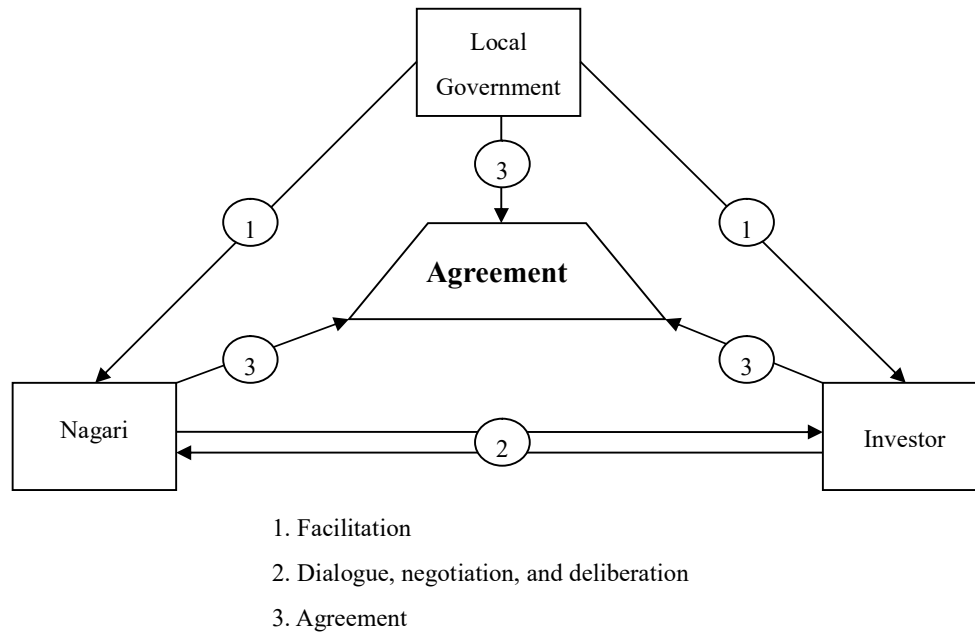 Local
Government
3
1
1
Agreement
3
3
Nagari
2
Investor
1. Facilitation
2. Dialogue, negotiation, and deliberation
3. Agreement